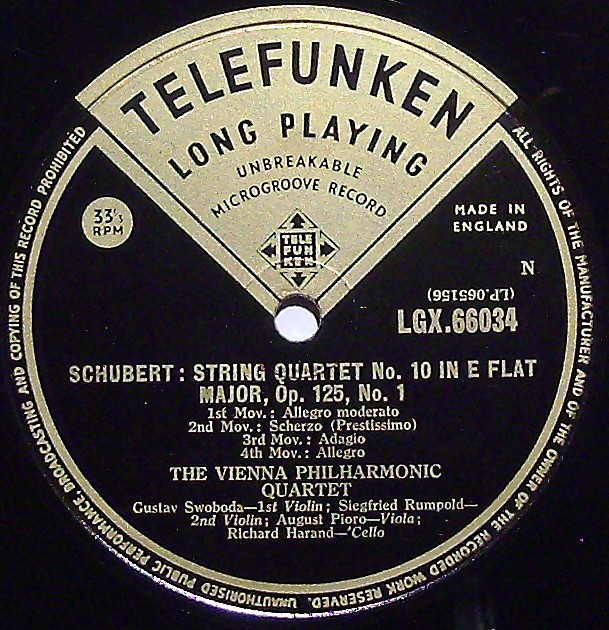 TELEFUNKEN
LONG PLAYING
UNBREAKABLE
MICROGROOVE RECORD
TELE
FUN
KEN
33⅓
RPM
MADE IN
ENGLAND
N
(LP.065156)
LGX.66034
SCHUBERT: STRING QUARTET No. 10 IN E FLAT
MAJOR, Op. 125, No. 1
1st Mov.: Allegro moderato
2nd Mov.: Scherzo (Prestissimo)
3rd Mov.: Adagio
4th Mov.: Allegro
THE VIENNA PHILHARMONIC
QUARTET
Gustav Swoboda—1st Violin; Siegfried Rumpold—
2nd Violin; August Pioro—Viola;
Richard Harand—'Cello
ALL RIGHTS OF THE MANUFACTURER AND OF THE OWNER OF THE RECORDED WORK RESERVED. UNAUTHORISED PUBLIC PERFORMANCE, BROADCASTING AND COPYING OF THIS RECORD PROHIBITED